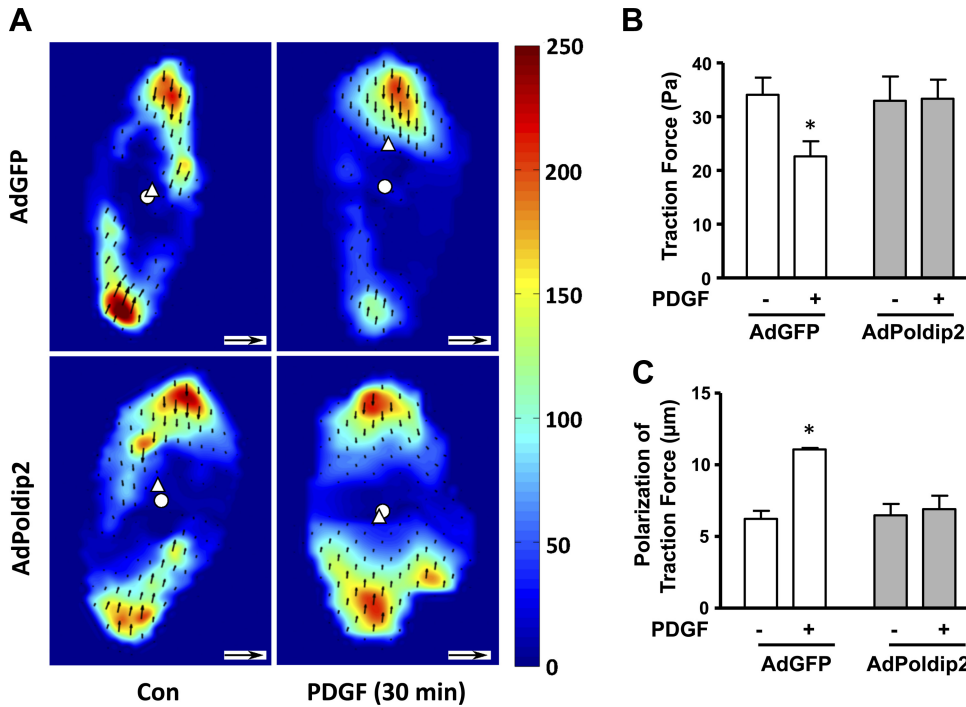 A
AdGFP
AdPoldip2
Con
PDGF (30 min)
250
200
150
100
50
0
B
Traction Force (Pa)
40
30
20
10
0
*
PDGF - + - +
AdGFP AdPoldip2
C
Polarization of
Traction Force (µm)
15
10
5
0
*
PDGF - + - +
AdGFP AdPoldip2